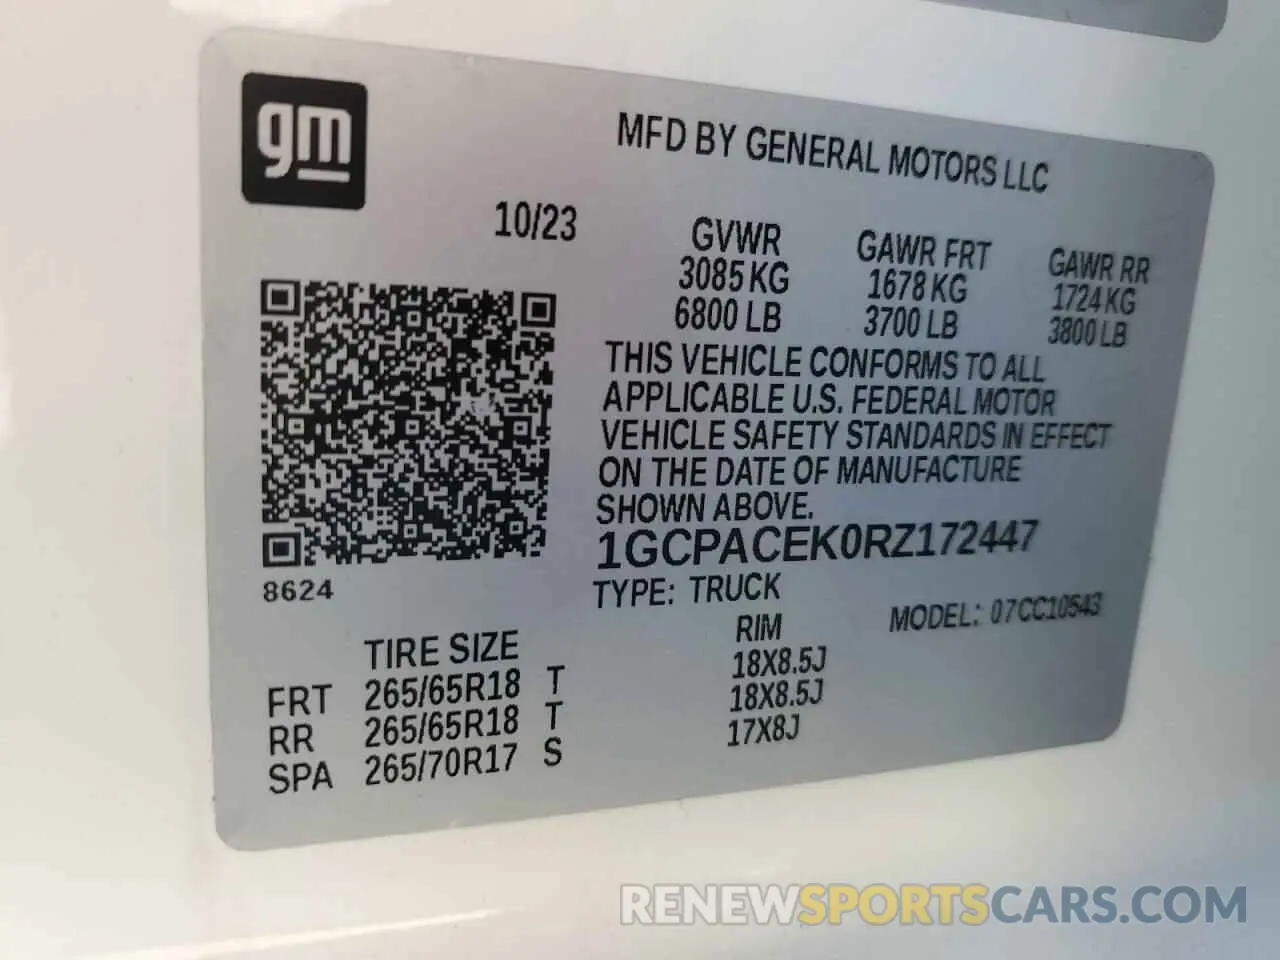 gm
MFD BY GENERAL MOTORS LLC
10/23
GVWR GAWR FRT GAWR RR
3085 KG 1678 KG 1724 KG
6800 LB 3700 LB 3800 LB
THIS VEHICLE CONFORMS TO ALL
APPLICABLE U.S. FEDERAL MOTOR
VEHICLE SAFETY STANDARDS IN EFFECT
ON THE DATE OF MANUFACTURE
SHOWN ABOVE.
1GCPACEK0RZ172447
8624
TYPE: TRUCK
MODEL: 07CC10543
TIRE SIZE RIM
FRT 265/65R18 T 18X8.5J
RR 265/65R18 T 18X8.5J
SPA 265/70R17 S 17X8J
RENEWSPORTSCARS.COM